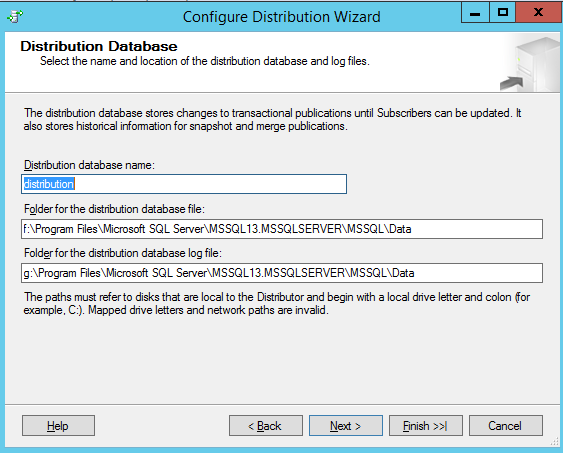 Configure Distribution Wizard
Distribution Database
Select the name and location of the distribution database and log files.
The distribution database stores changes to transactional publications until Subscribers can be updated. It
also stores historical information for snapshot and merge publications.
Distribution database name:
distribution
Folder for the distribution database file:
f:\Program Files\Microsoft SQL Server\MSSQL13.MSSQLSERVER\MSSQL\Data
Folder for the distribution database log file:
g:\Program Files\Microsoft SQL Server\MSSQL13.MSSQLSERVER\MSSQL\Data
The paths must refer to disks that are local to the Distributor and begin with a local drive letter and colon (for
example, C:). Mapped drive letters and network paths are invalid.
Help
< Back
Next >
Finish >>|
Cancel